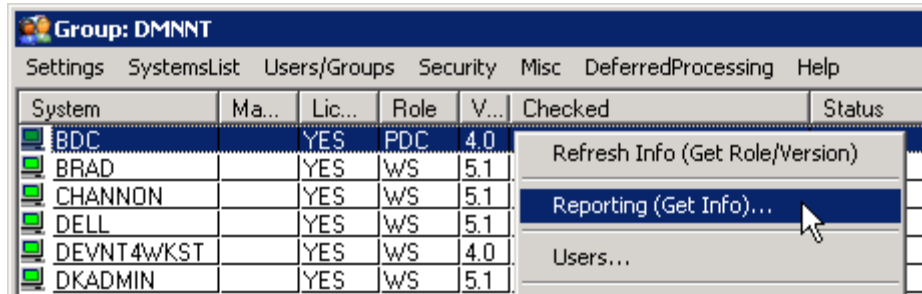 Group: DMNNT
Settings SystemsList Users/Groups Security Misc DeferredProcessing Help
System Ma... Lic... Role V... Checked Status
BDC YES PDC 4.0
BRAD YES WS 5.1
CHANNON YES WS 5.1
DELL YES WS 5.1
DEVNT4WKST YES WS 4.0
DKADMIN YES WS 5.1
Refresh Info (Get Role/Version)
Reporting (Get Info)...
Users...